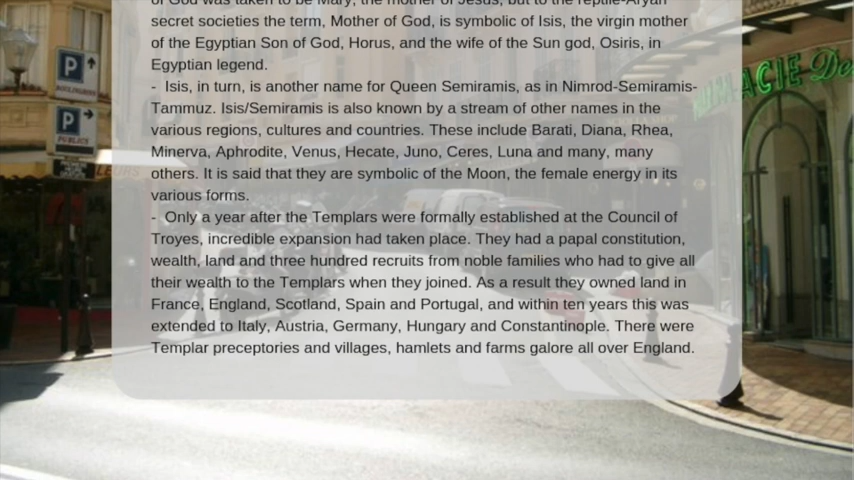 of God was taken to be Mary, the mother of Jesus, but to the reptile-Aryan
secret societies the term, Mother of God, is symbolic of Isis, the virgin mother
of the Egyptian Son of God, Horus, and the wife of the Sun god, Osiris, in
Egyptian legend.
- Isis, in turn, is another name for Queen Semiramis, as in Nimrod-Semiramis-
Tammuz. Isis/Semiramis is also known by a stream of other names in the
various regions, cultures and countries. These include Barati, Diana, Rhea,
Minerva, Aphrodite, Venus, Hecate, Juno, Ceres, Luna and many, many
others. It is said that they are symbolic of the Moon, the female energy in its
various forms.
- Only a year after the Templars were formally established at the Council of
Troyes, incredible expansion had taken place. They had a papal constitution,
wealth, land and three hundred recruits from noble families who had to give all
their wealth to the Templars when they joined. As a result they owned land in
France, England, Scotland, Spain and Portugal, and within ten years this was
extended to Italy, Austria, Germany, Hungary and Constantinople. There were
Templar preceptories and villages, hamlets and farms galore all over England.
P
P
PUBLICS